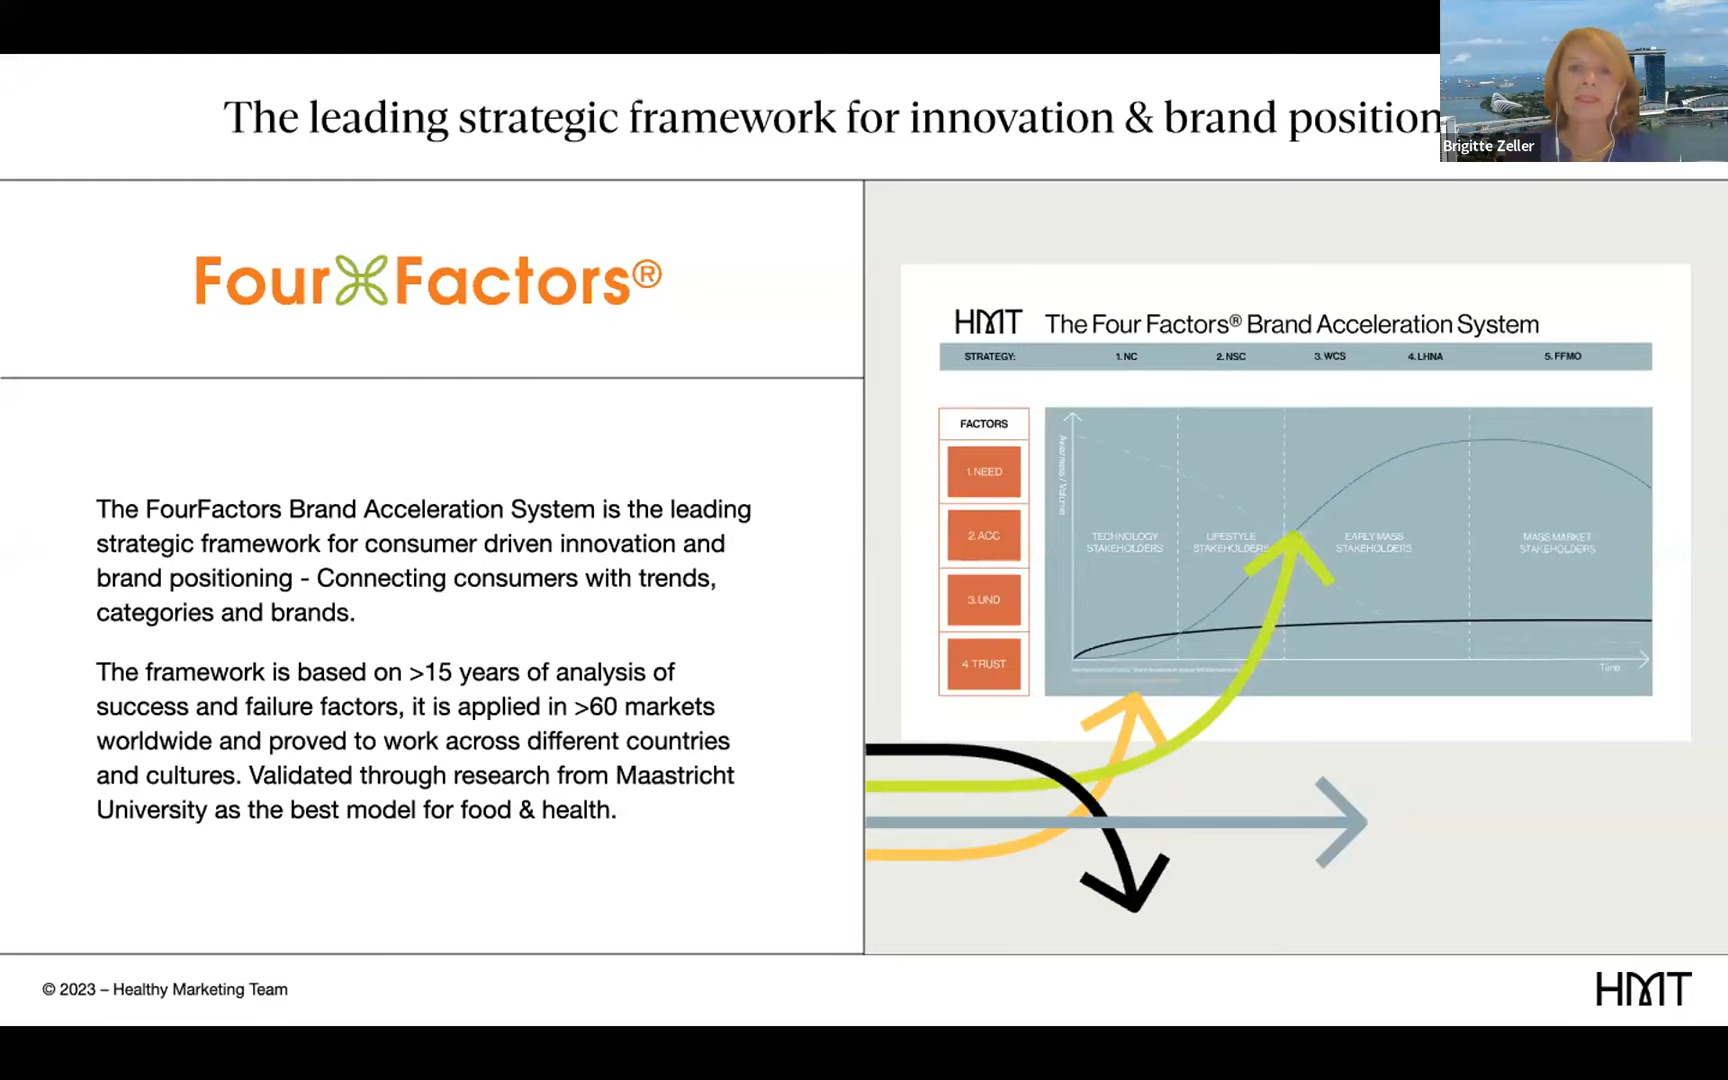 The leading strategic framework for innovation & brand position
Brigitte Zeller
FourFactors®
The FourFactors Brand Acceleration System is the leading
strategic framework for consumer driven innovation and
brand positioning - Connecting consumers with trends,
categories and brands.
The framework is based on >15 years of analysis of
success and failure factors, it is applied in >60 markets
worldwide and proved to work across different countries
and cultures. Validated through research from Maastricht
University as the best model for food & health.
HMT The Four Factors® Brand Acceleration System
STRATEGY: 1. NC 2. NSC 3. WCS 4. LHNA 5. FFMO
FACTORS
1. NEED
2. ACC
3. UND
4 TRUST
Awareness / Volume
TECHNOLOGY
STAKEHOLDERS
LIFESTYLE
STAKEHOLDERS
EARLY MASS
STAKEHOLDERS
MASS MARKET
STAKEHOLDERS
Time
© 2023 – Healthy Marketing Team
HMT